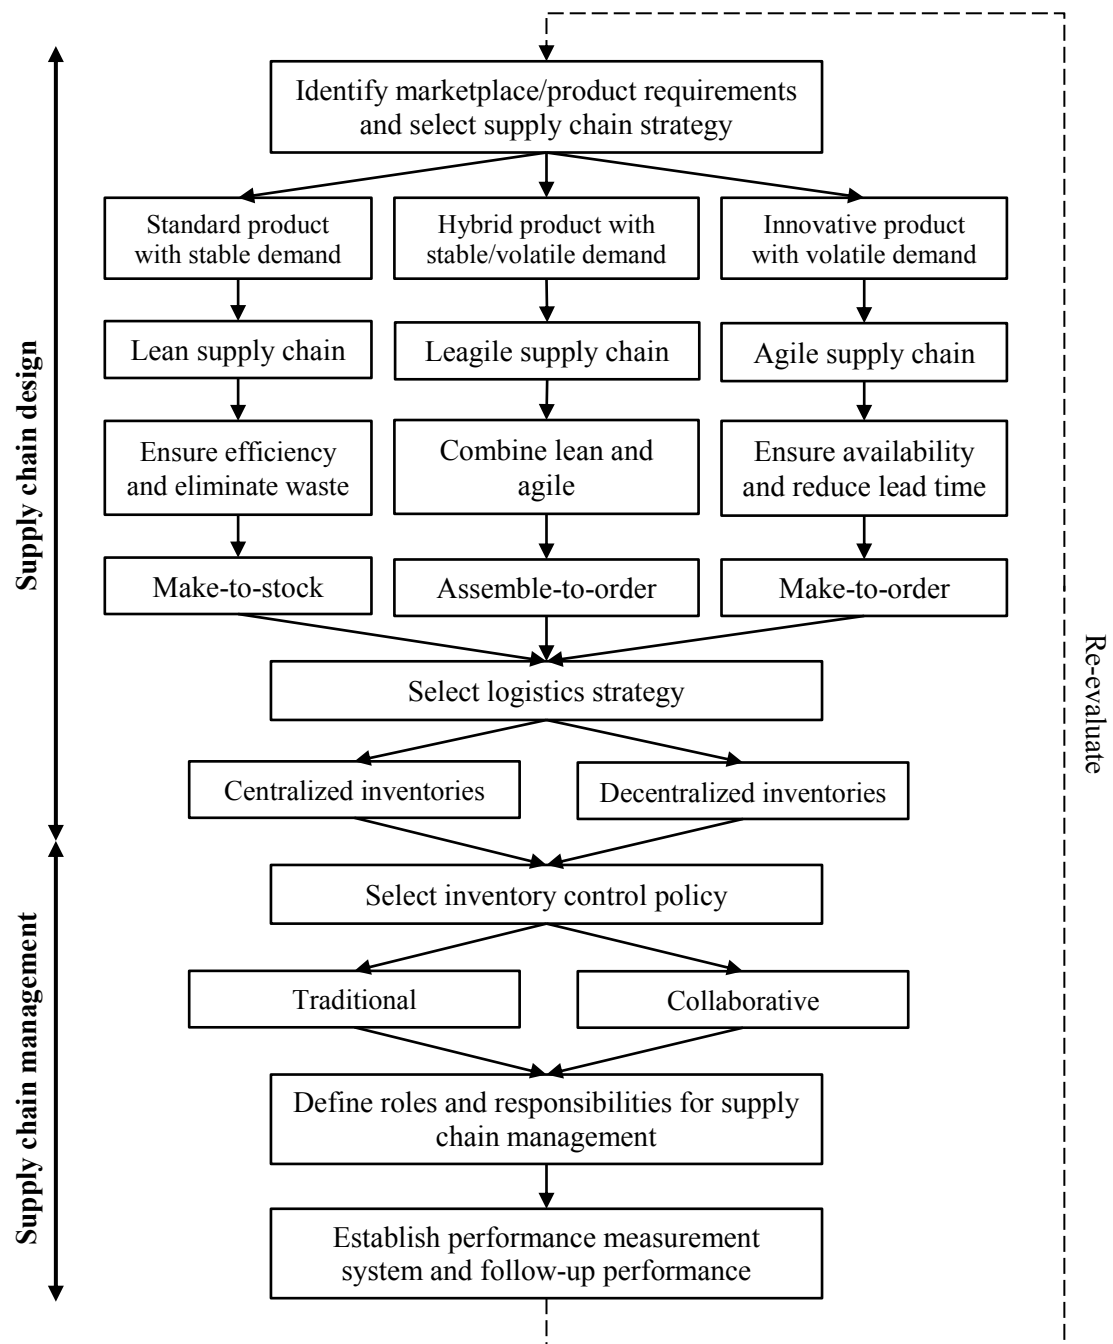 Identify marketplace/product requirements
and select supply chain strategy
Standard product
with stable demand
Hybrid product with
stable/volatile demand
Innovative product
with volatile demand
Lean supply chain
Leagile supply chain
Agile supply chain
Ensure efficiency
and eliminate waste
Combine lean and
agile
Ensure availability
and reduce lead time
Make-to-stock
Assemble-to-order
Make-to-order
Select logistics strategy
Centralized inventories
Decentralized inventories
Supply chain design
Select inventory control policy
Traditional
Collaborative
Define roles and responsibilities for supply
chain management
Establish performance measurement
system and follow-up performance
Supply chain management
Re-evaluate